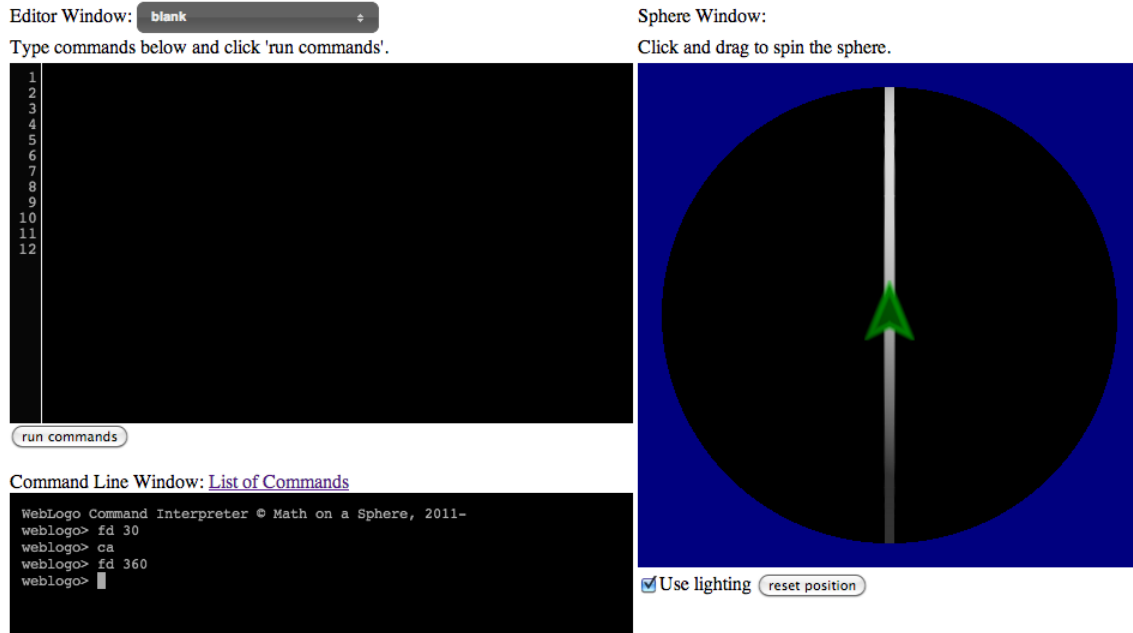 Editor Window: blank
Type commands below and click 'run commands'.
1
2
3
4
5
6
7
8
9
10
11
12
run commands
Command Line Window: List of Commands
WebLogo Command Interpreter © Math on a Sphere, 2011-
weblogo> fd 30
weblogo> ca
weblogo> fd 360
weblogo>
Sphere Window:
Click and drag to spin the sphere.
Use lighting reset position